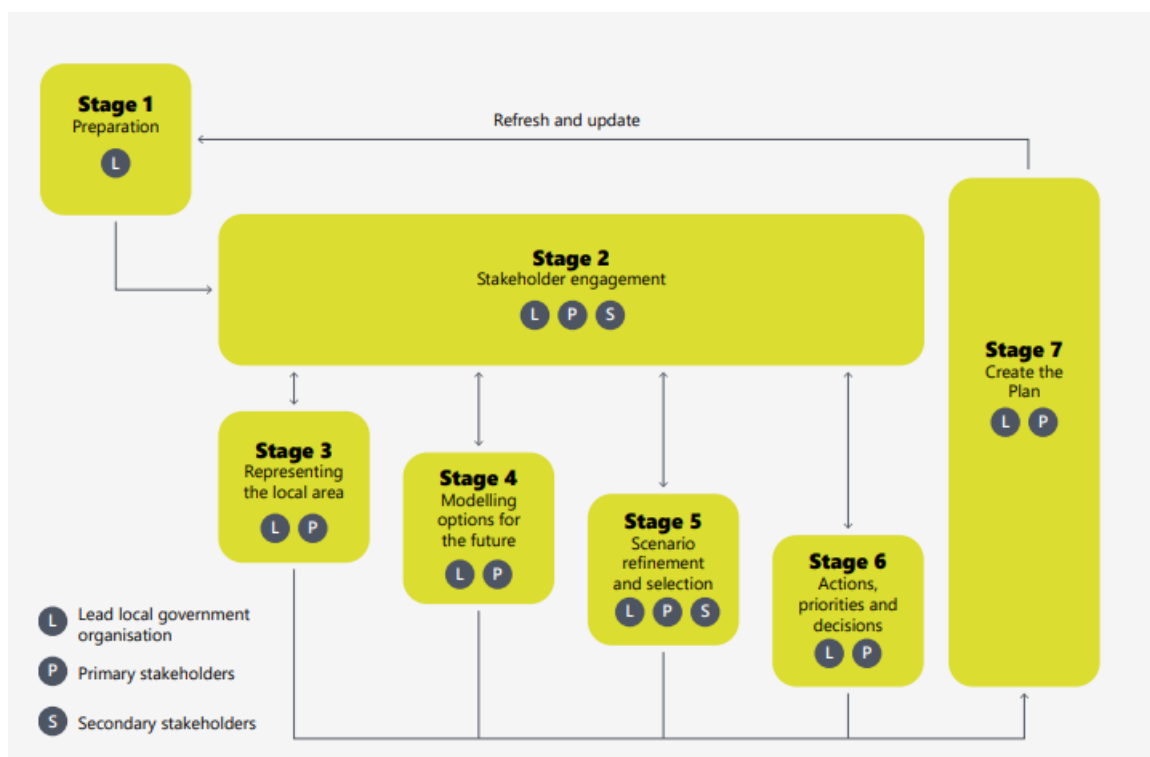 Stage 1
Preparation
L
Refresh and update
Stage 2
Stakeholder engagement
L P S
Stage 3
Representing
the local area
L P
Stage 4
Modelling
options for
the future
L P
Stage 5
Scenario
refinement
and selection
L P S
Stage 6
Actions,
priorities and
decisions
L P
Stage 7
Create the
Plan
L P
L Lead local government
organisation
P Primary stakeholders
S Secondary stakeholders